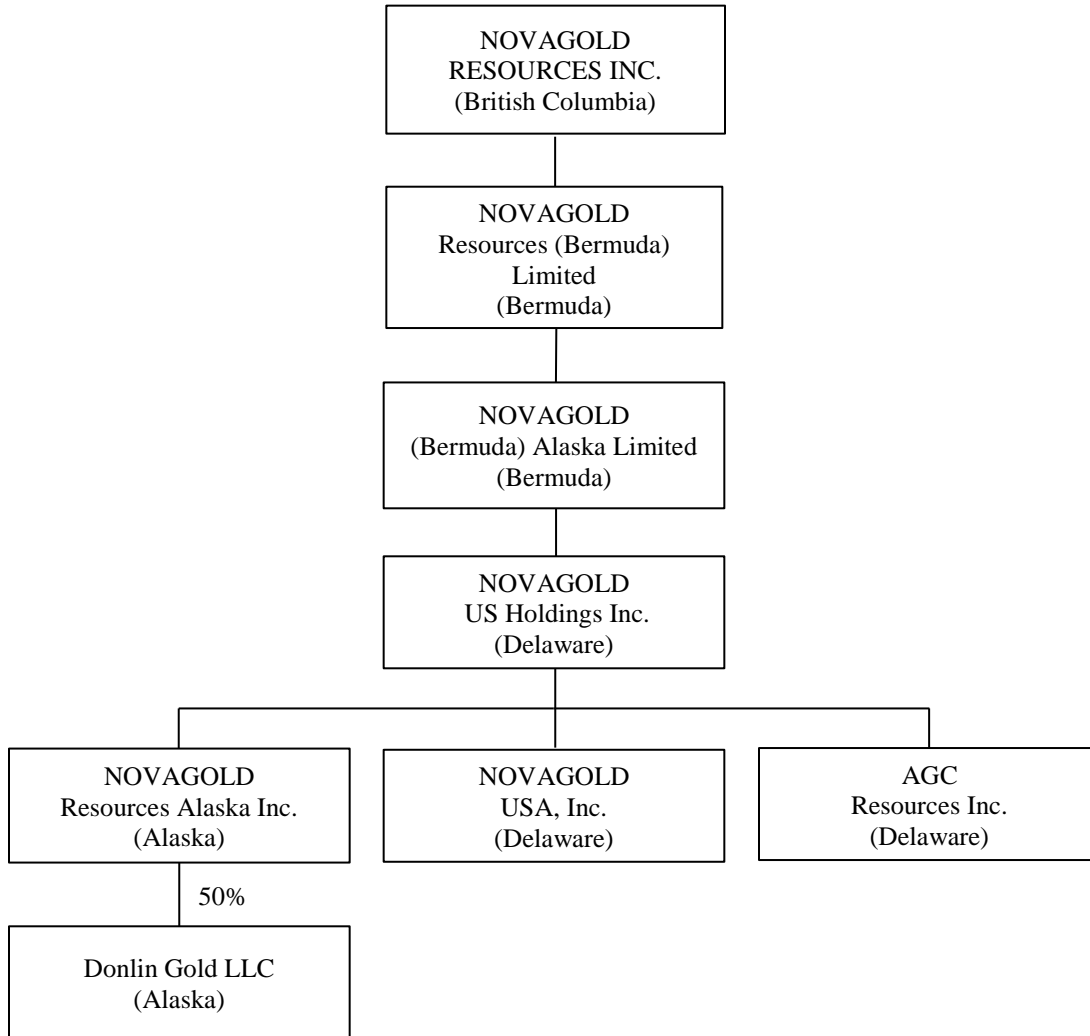 NOVAGOLD
RESOURCES INC.
(British Columbia)
NOVAGOLD
Resources (Bermuda)
Limited
(Bermuda)
NOVAGOLD
(Bermuda) Alaska Limited
(Bermuda)
NOVAGOLD
US Holdings Inc.
(Delaware)
NOVAGOLD
Resources Alaska Inc.
(Alaska)
NOVAGOLD
USA, Inc.
(Delaware)
AGC
Resources Inc.
(Delaware)
50%
Donlin Gold LLC
(Alaska)